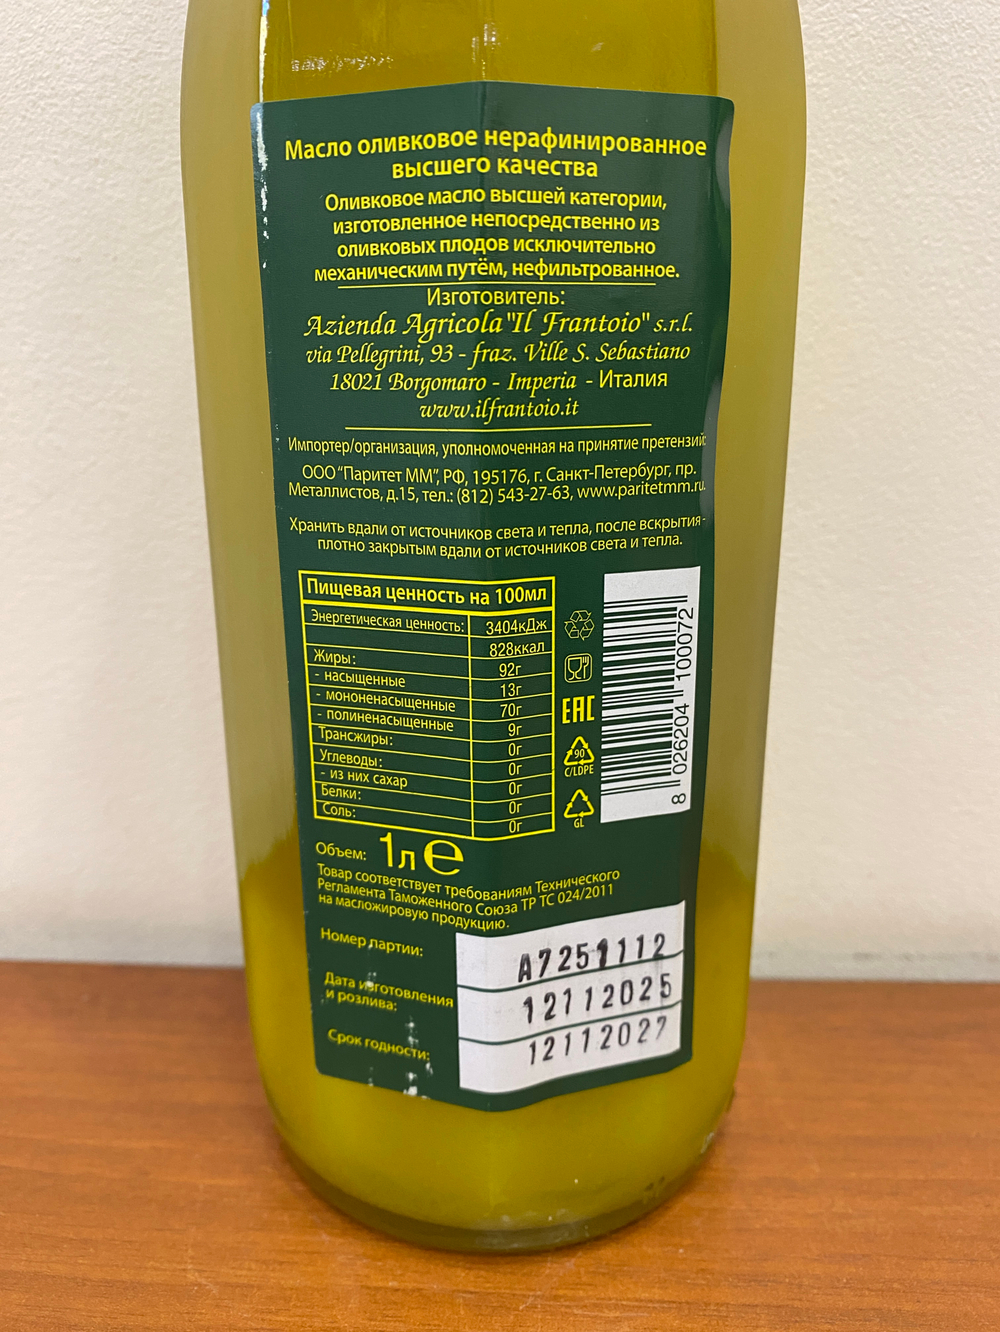 Масло оливковое нерафинированное
высшего качества
Оливковое масло высшей категории,
изготовленное непосредственно из
оливковых плодов исключительно
механическим путём, нефильтрованное.
Изготовитель:
Azienda Agricola "Il Frantoio" s.r.l.
via Pellegrini, 93 - fraz. Ville S. Sebastiano
18021 Borgomaro - Imperia - Италия
www.ilfrantoio.it
Импортер/организация, уполномоченная на принятие претензий:
ООО "Паритет ММ", РФ, 195176, г. Санкт-Петербург, пр.
Металлистов, д.15, тел.: (812) 543-27-63, www.paritetmm.ru.
Хранить вдали от источников света и тепла, после вскрытия -
плотно закрытым вдали от источников света и тепла.
Пищевая ценность на 100мл
Энергетическая ценность: 3404кДж
828ккал
Жиры: 92г
- насыщенные 13г
- мононенасыщенные 70г
- полиненасыщенные 9г
Трансжиры: 0г
Углеводы: 0г
- из них сахар 0г
Белки: 0г
Соль: 0г
EAC
90
C/LDPE
GL
8 026204 100072
Объем: 1л e
Товар соответствует требованиям Технического
Регламента Таможенного Союза ТР ТС 024/2011
на масложировую продукцию.
Номер партии: A7251112
Дата изготовления
и розлива: 12112025
Срок годности: 12112027